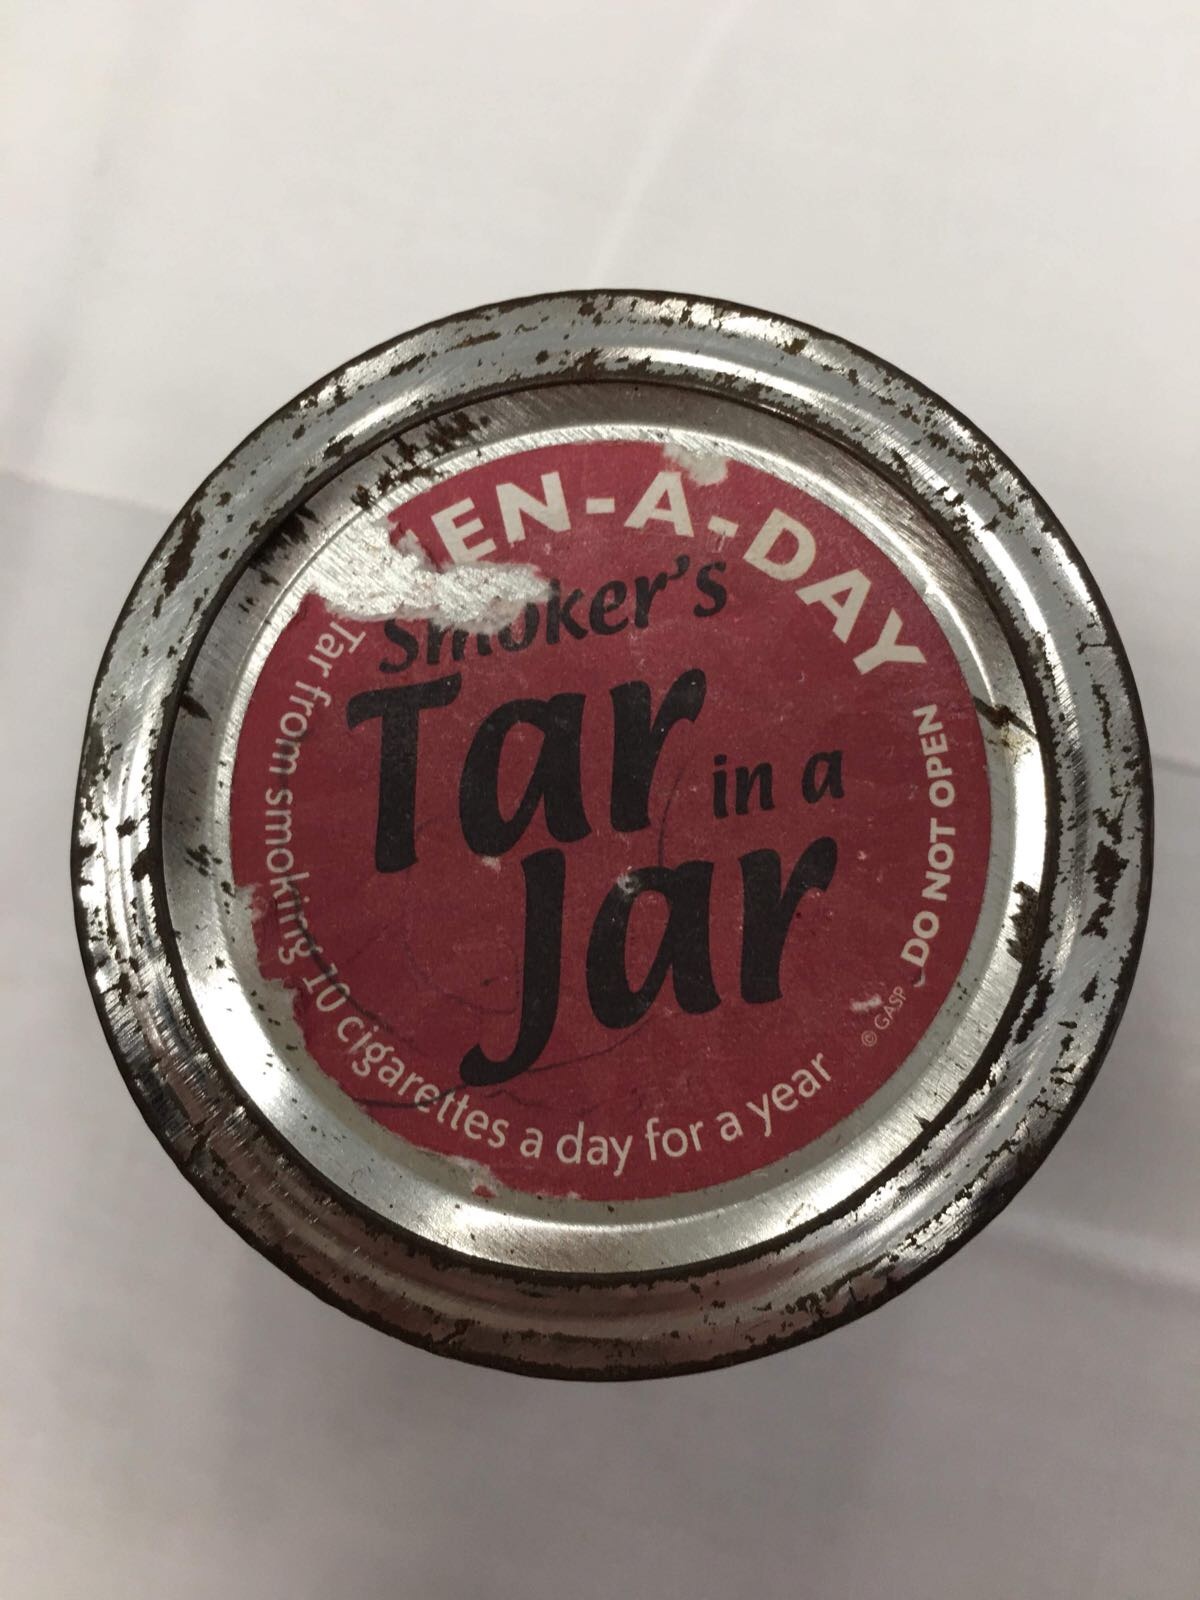 EN-A-DAY
Smoker's
Tar in a
Jar
Tar from smoking 10 cigarettes a day for a year
© GASP
DO NOT OPEN